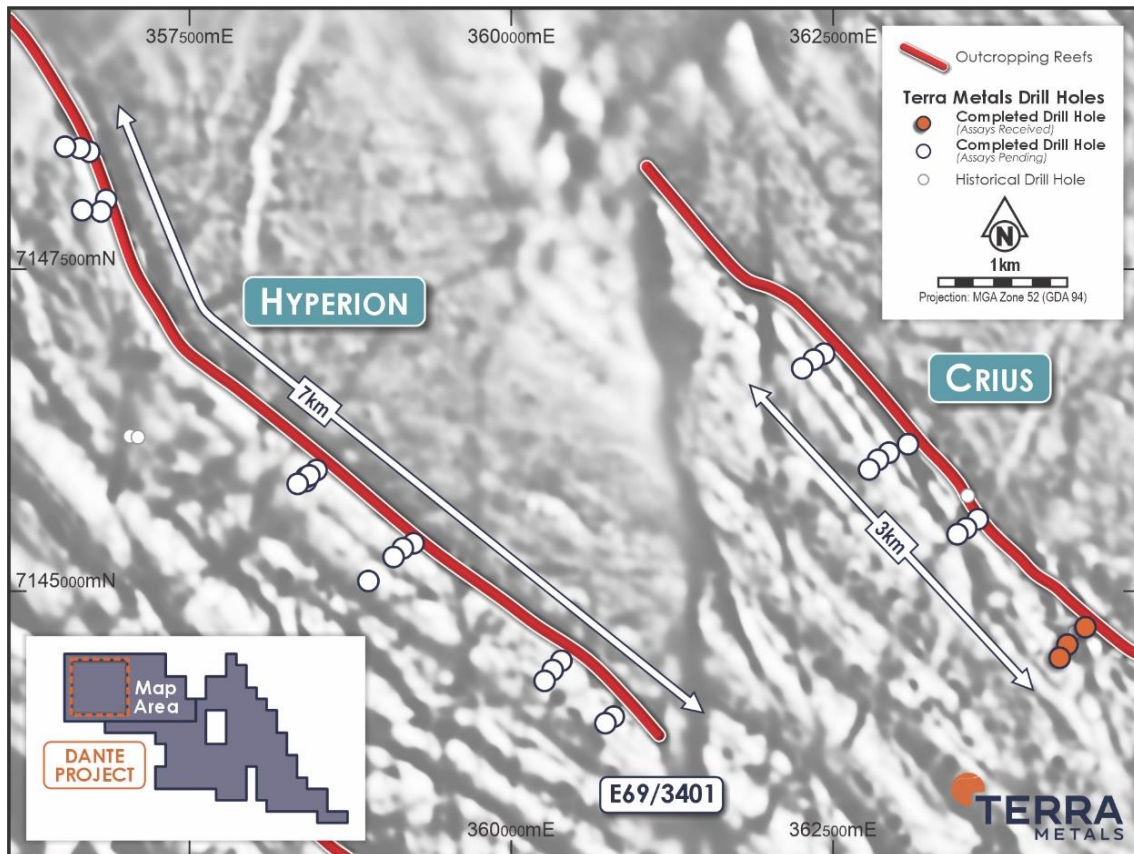 357500mE
360000mE
362500mE
Outcropping Reefs
Terra Metals Drill Holes
Completed Drill Hole
(Assays Received)
Completed Drill Hole
(Assays Pending)
Historical Drill Hole
N
1km
Projection: MGA Zone 52 (GDA 94)
7147500mN
HYPERION
CRIUS
7km
3km
7145000mN
Map
Area
DANTE
PROJECT
E69/3401
360000mE
362500mE
TERRA
METALS